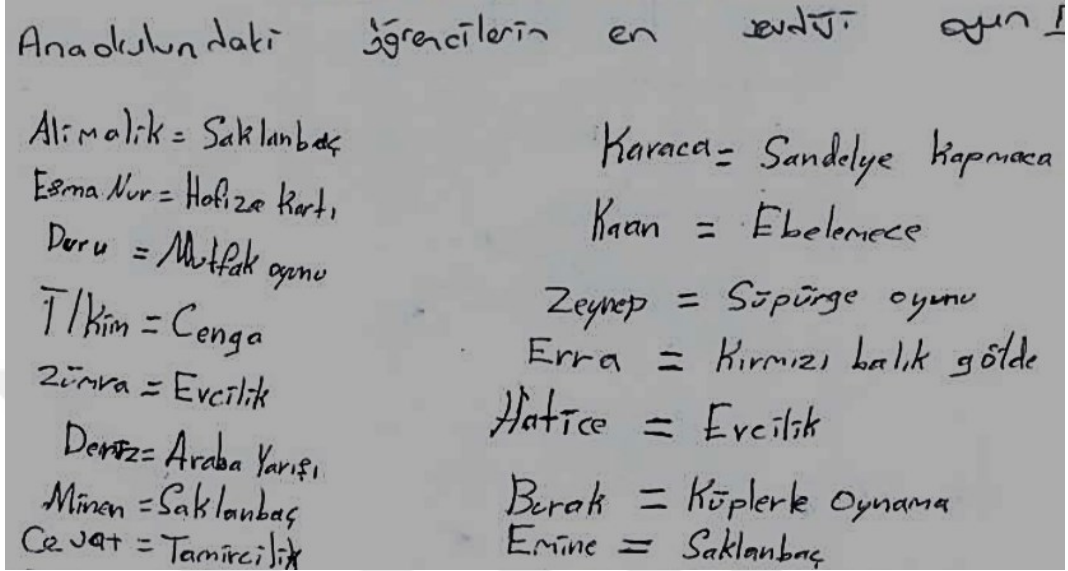 Anaokulundaki öğrencilerin en sevdiği oyun
Alimalik = Saklanbaç
Esma Nur = Hafıza Kartı
Duru = Mutfak oyunu
İlkim = Cenga
Zümra = Evcilik
Deniz = Araba Yarışı
Minen = Saklanbaç
Cevat = Tamircilik
Karaca = Sandelye kapmaca
Kaan = Ebelemece
Zeynep = Süpürge oyunu
Erra = Kırmızı balık gölde
Hatice = Evcilik
Burak = Küplerle Oynama
Emine = Saklanbaç